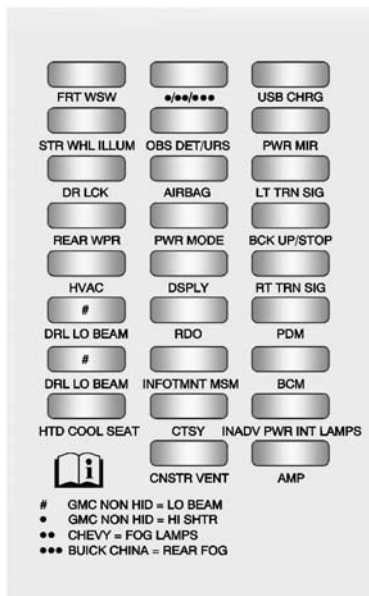 FRT WSW ●/●●/●●● USB CHRG
STR WHL ILLUM OBS DET/URS PWR MIR
DR LCK AIRBAG LT TRN SIG
REAR WPR PWR MODE BCK UP/STOP
HVAC DSPLY RT TRN SIG
#
DRL LO BEAM RDO PDM
#
DRL LO BEAM INFOTMNT MSM BCM
HTD COOL SEAT CTSY INADV PWR INT LAMPS
i
CNSTR VENT AMP
# GMC NON HID = LO BEAM
● GMC NON HID = HI SHTR
●● CHEVY = FOG LAMPS
●●● BUICK CHINA = REAR FOG